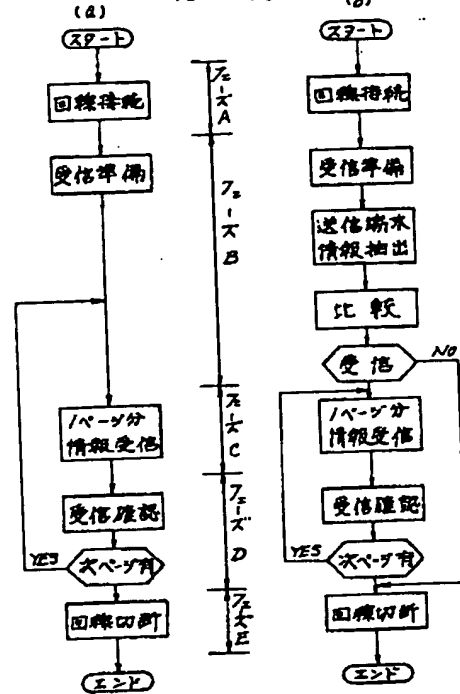 (a)
スタート
回線接続
受信準備
1ページ分
情報受信
受信確認
YES
次ページ有
回線切断
エンド
フェーズA
フェーズB
フェーズC
フェーズD
フェーズE
(b)
スタート
回線接続
受信準備
送信端末
情報抽出
比較
受信
NO
1ページ分
情報受信
受信確認
YES
次ページ有
回線切断
エンド